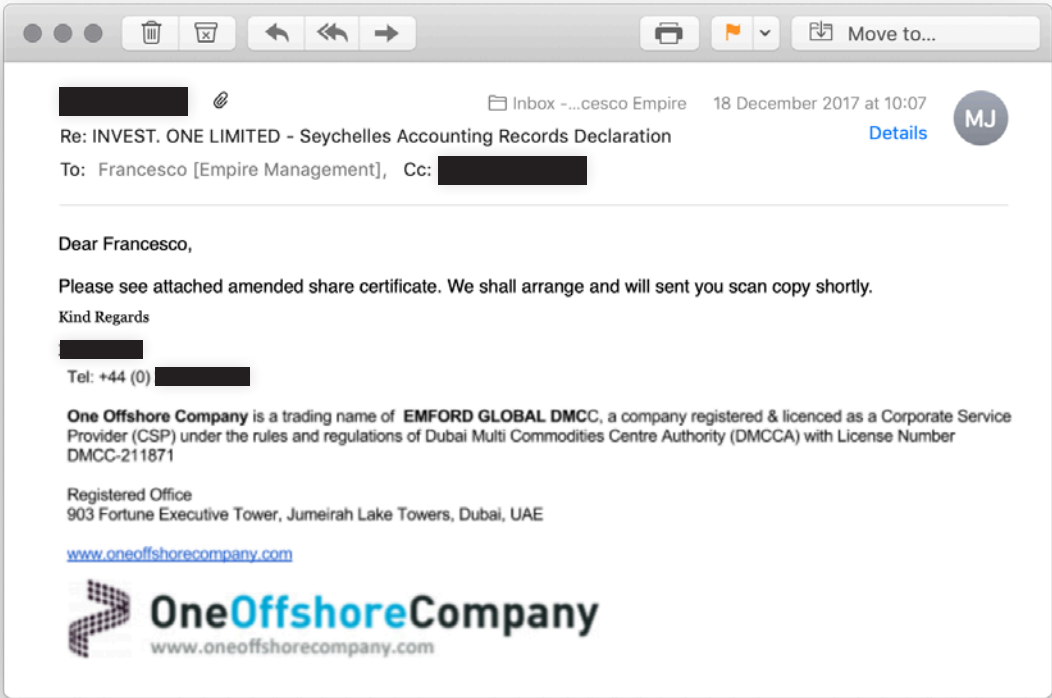 Move to...
Inbox -...cesco Empire 18 December 2017 at 10:07
MJ
Re: INVEST. ONE LIMITED - Seychelles Accounting Records Declaration
Details
To: Francesco [Empire Management], Cc:
Dear Francesco,
Please see attached amended share certificate. We shall arrange and will sent you scan copy shortly.
Kind Regards
Tel: +44 (0)
One Offshore Company is a trading name of EMFORD GLOBAL DMCC, a company registered & licenced as a Corporate Service
Provider (CSP) under the rules and regulations of Dubai Multi Commodities Centre Authority (DMCCA) with License Number
DMCC-211871
Registered Office
903 Fortune Executive Tower, Jumeirah Lake Towers, Dubai, UAE
www.oneoffshorecompany.com
OneOffshoreCompany
www.oneoffshorecompany.com